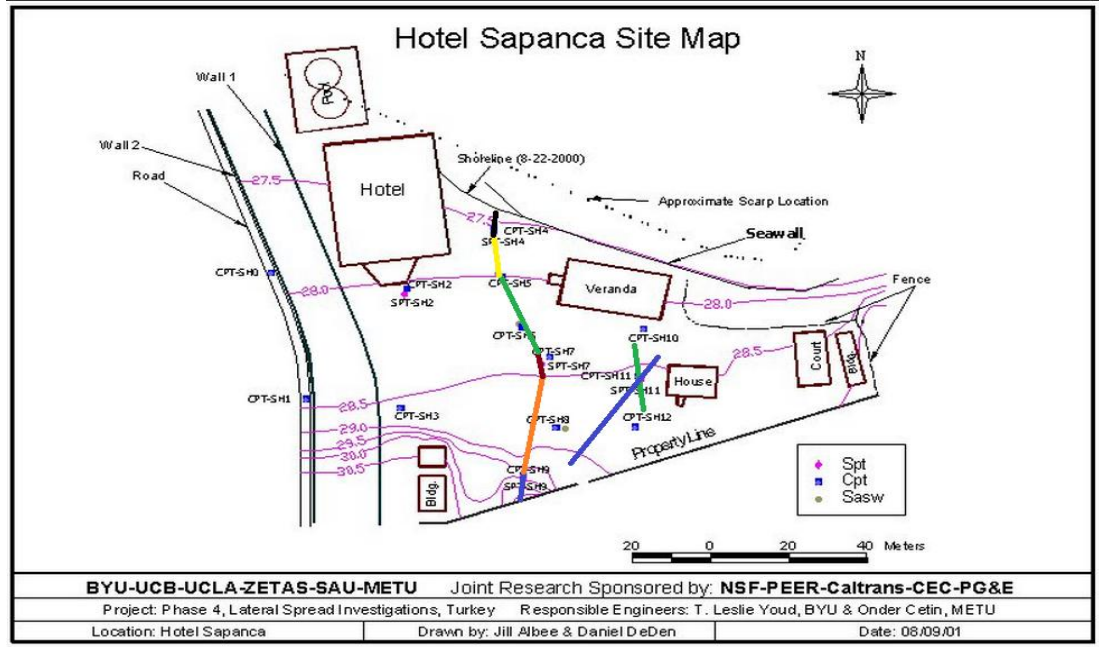 Hotel Sapanca Site Map
N
Pool
Wall 1
Wall 2
Road
27.5
Hotel
Shoreline (8-22-2000)
27.5
CPT-SH4
SPT-SH4
Approximate Scarp Location
Seawall
CPT-SH0
28.0
CPT-SH2
SPT-SH2
CPT-SH5
Veranda
28.0
Fence
CPT-SH6
CPT-SH7
SPT-SH7
CPT-SH10
28.5
Court
Bldg.
CPT-SH11
SPT-SH11
House
CPT-SH1
28.5
CPT-SH3
CPT-SH8
CPT-SH12
29.0
29.5
30.0
30.5
Property Line
Bldg.
CPT-SH9
SPT-SH9
Spt
Cpt
Sasw
20 0 20 40 Meters
BYU-UCB-UCLA-ZETAS-SAU-METU Joint Research Sponsored by: NSF-PEER-Caltrans-CEC-PG&E
Project: Phase 4, Lateral Spread Investigations, Turkey Responsible Engineers: T. Leslie Youd, BYU & Onder Cetin, METU
Location: Hotel Sapanca Drawn by: Jill Albee & Daniel DeDen Date: 08/09/01